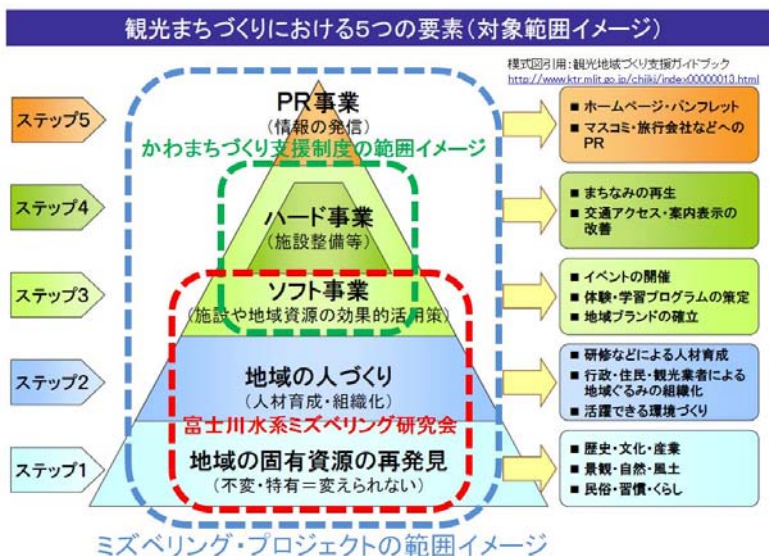 観光まちづくりにおける5つの要素(対象範囲イメージ)
模式図引用:観光地域づくり支援ガイドブック
http://www.ktr.mlit.go.jp/chiiki/index00000013.html
ステップ5
PR事業
(情報の発信)
かわまちづくり支援制度の範囲イメージ
■ ホームページ・パンフレット
■ マスコミ・旅行会社などへの
PR
ステップ4
ハード事業
(施設整備等)
■ まちなみの再生
■ 交通アクセス・案内表示の
改善
ステップ3
ソフト事業
(施設や地域資源の効果的活用策)
■ イベントの開催
■ 体験・学習プログラムの策定
■ 地域ブランドの確立
ステップ2
地域の人づくり
(人材育成・組織化)
富士川水系ミズベリング研究会
■ 研修などによる人材育成
■ 行政・住民・観光業者による
地域ぐるみの組織化
■ 活躍できる環境づくり
ステップ1
地域の固有資源の再発見
(不変・特有=変えられない)
■ 歴史・文化・産業
■ 景観・自然・風土
■ 民俗・習慣・くらし
ミズベリング・プロジェクトの範囲イメージ